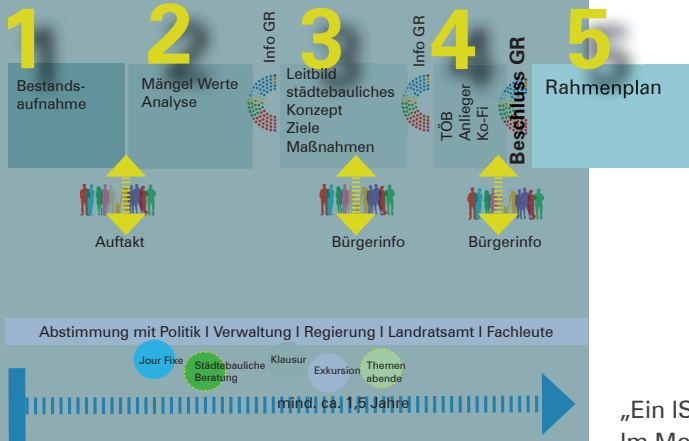 1
2
3
4
5
Bestands-
aufnahme
Mängel Werte
Analyse
Info GR
Leitbild
städtebauliches
Konzept
Ziele
Maßnahmen
Info GR
TÖB
Anlieger
Ko-Fi
Beschluss GR
Rahmenplan
Auftakt
Bürgerinfo
Bürgerinfo
Abstimmung mit Politik I Verwaltung I Regierung I Landratsamt I Fachleute
Jour Fixe
Städtebauliche
Beratung
Klausur
Exkursion
Themen
abende
mind. ca. 1,5 Jahre
„Ein IS